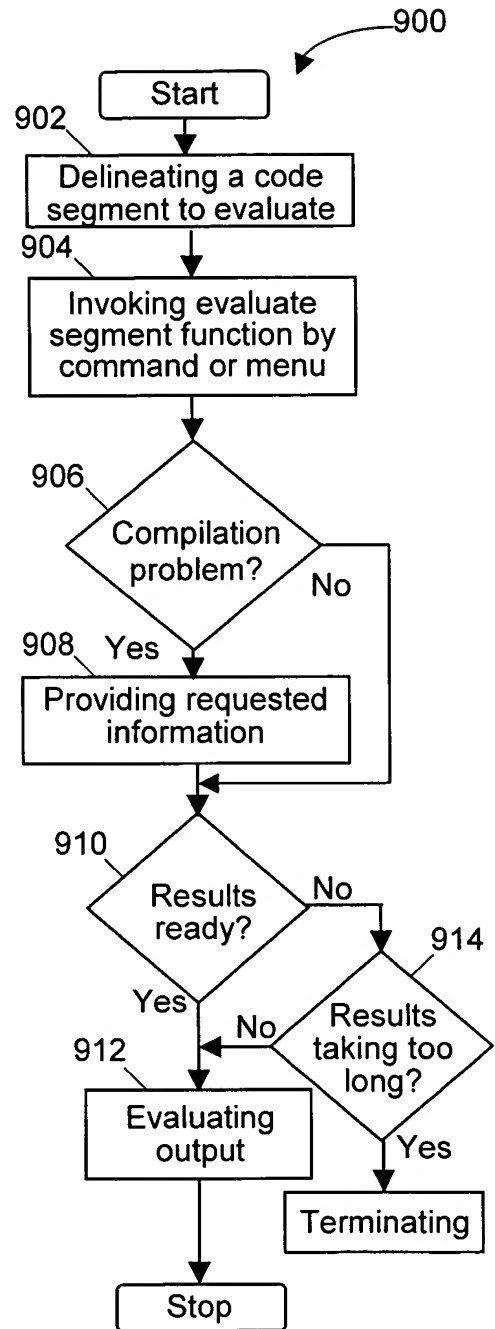 900
Start
902
Delineating a code
segment to evaluate
904
Invoking evaluate
segment function by
command or menu
906
Compilation
problem?
No
Yes
908
Providing requested
information
910
Results
ready?
No
914
Yes
No
Results
taking too
long?
912
Evaluating
output
Yes
Terminating
Stop